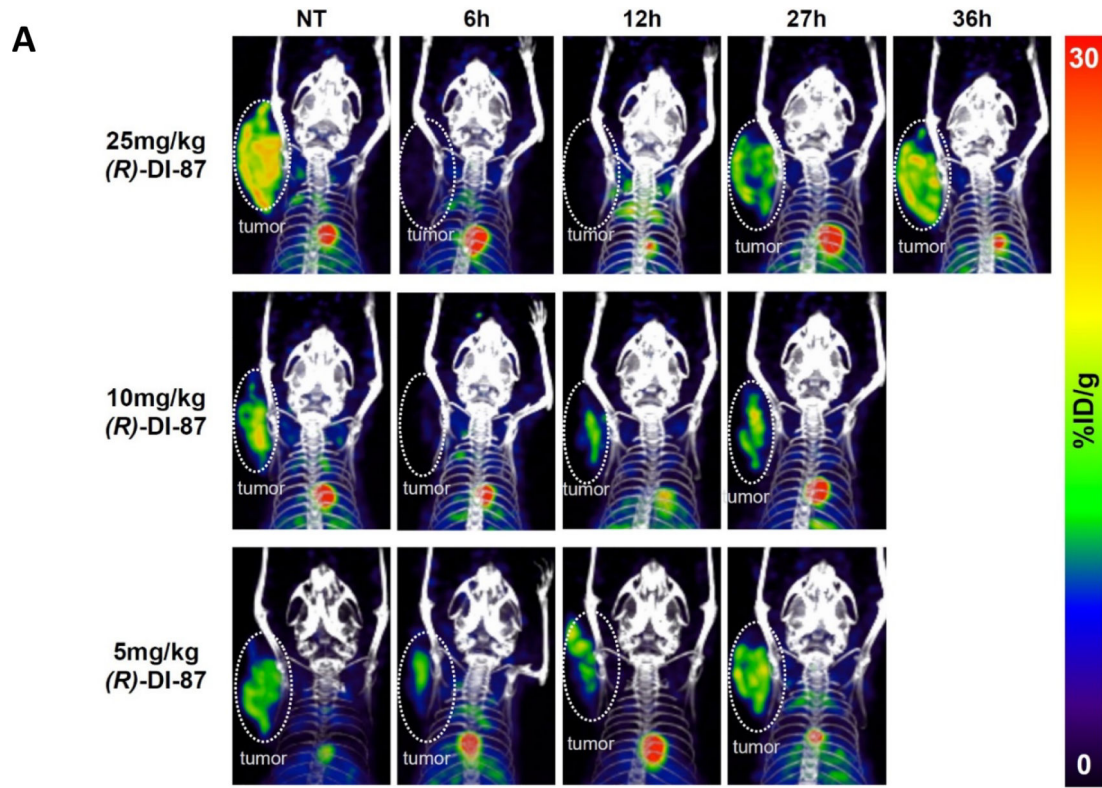 A
NT 6h 12h 27h 36h
25mg/kg
(R)-DI-87
tumor tumor tumor tumor tumor
10mg/kg
(R)-DI-87
tumor tumor tumor tumor
5mg/kg
(R)-DI-87
tumor tumor tumor tumor
30
%ID/g
0